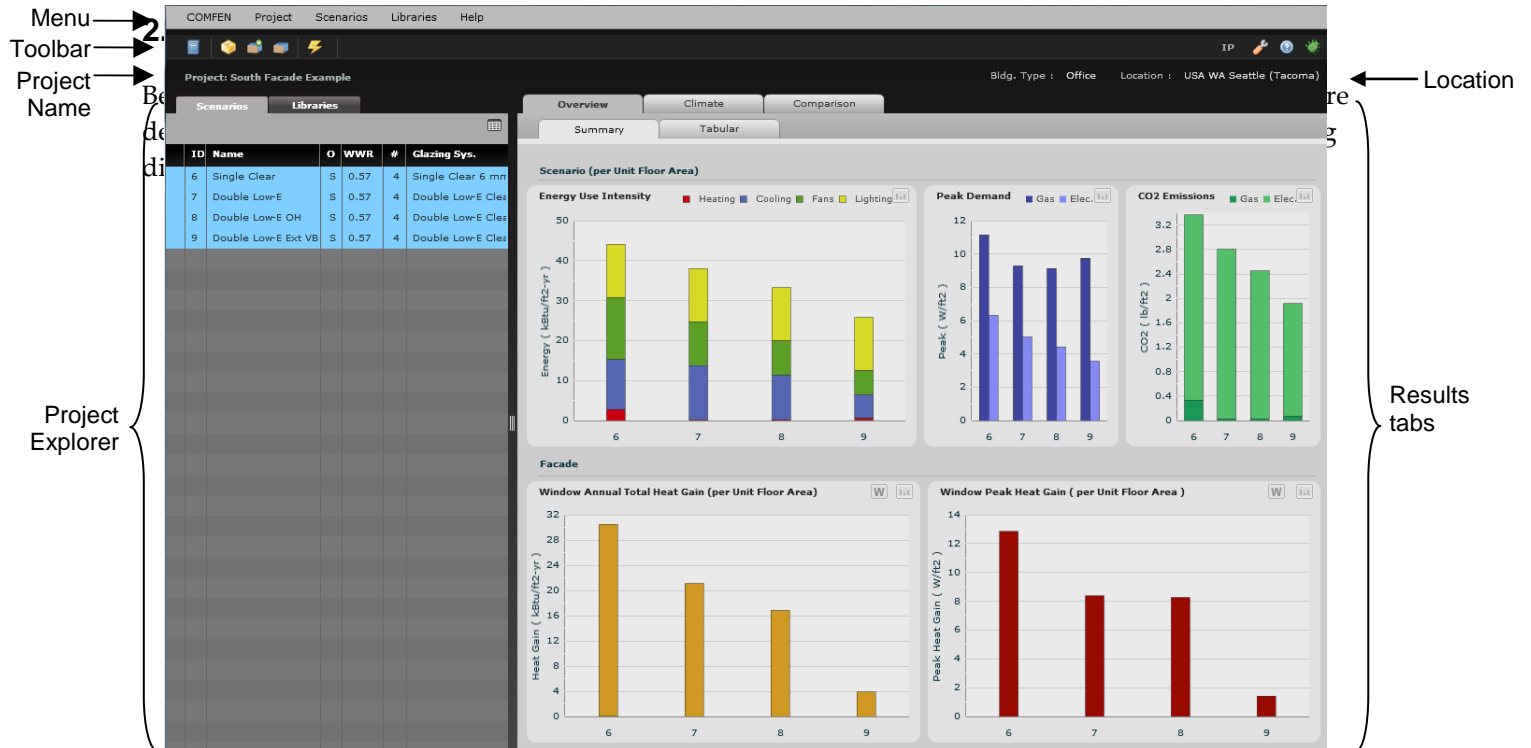 Menu
COMFEN Project Scenarios Libraries Help
2.
Toolbar
IP
Project Name
Project: South Facade Example
Bldg. Type : Office Location : USA WA Seattle (Tacoma)
Location
Be
re
de
g
di
Scenarios Libraries
Overview Climate Comparison
Summary Tabular
ID Name O WWR # Glazing Sys.
6 Single Clear S 0.57 4 Single Clear 6 mm
7 Double Low-E S 0.57 4 Double Low-E Clea
8 Double Low-E OH S 0.57 4 Double Low-E Clea
9 Double Low-E Ext VB S 0.57 4 Double Low-E Clea
Project Explorer
Scenario (per Unit Floor Area)
Energy Use Intensity Heating Cooling Fans Lighting
Energy ( kBtu/ft2-yr )
50
40
30
20
10
0
6 7 8 9
Peak Demand Gas Elec.
Peak ( W/ft2 )
12
10
8
6
4
2
0
6 7 8 9
CO2 Emissions Gas Elec.
CO2 ( lb/ft2 )
3.2
2.8
2.4
2
1.6
1.2
0.8
0.4
0
6 7 8 9
Results tabs
Facade
Window Annual Total Heat Gain (per Unit Floor Area) W
Heat Gain ( kBtu/ft2-yr )
32
28
24
20
16
12
8
4
0
6 7 8 9
Window Peak Heat Gain ( per Unit Floor Area ) W
Peak Heat Gain ( W/ft2 )
14
12
10
8
6
4
2
0
6 7 8 9